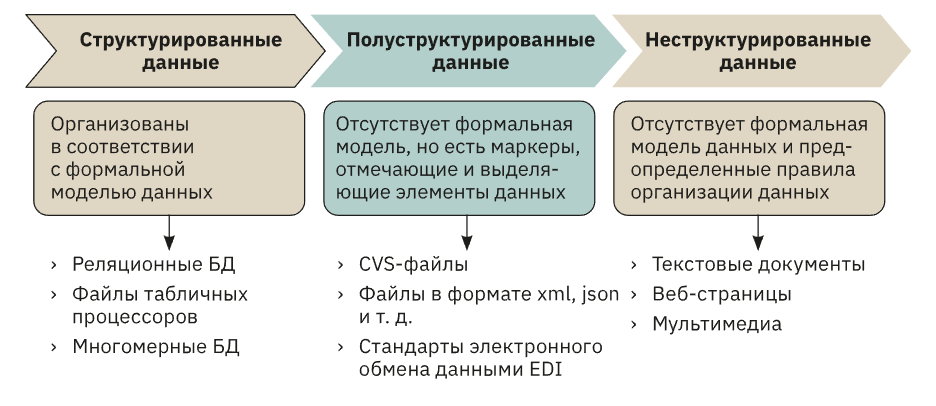 Структурированные
данные
Полуструктурированные
данные
Неструктурированные
данные
Организованы
в соответствии
с формальной
моделью данных
Отсутствует формальная
модель, но есть маркеры,
отмечающие и выделя-
ющие элементы данных
Отсутствует формальная
модель данных и пред-
определенные правила
организации данных
› Реляционные БД
› Файлы табличных
процессоров
› Многомерные БД
› CVS-файлы
› Файлы в формате xml, json
и т. д.
› Стандарты электронного
обмена данными EDI
› Текстовые документы
› Веб-страницы
› Мультимедиа